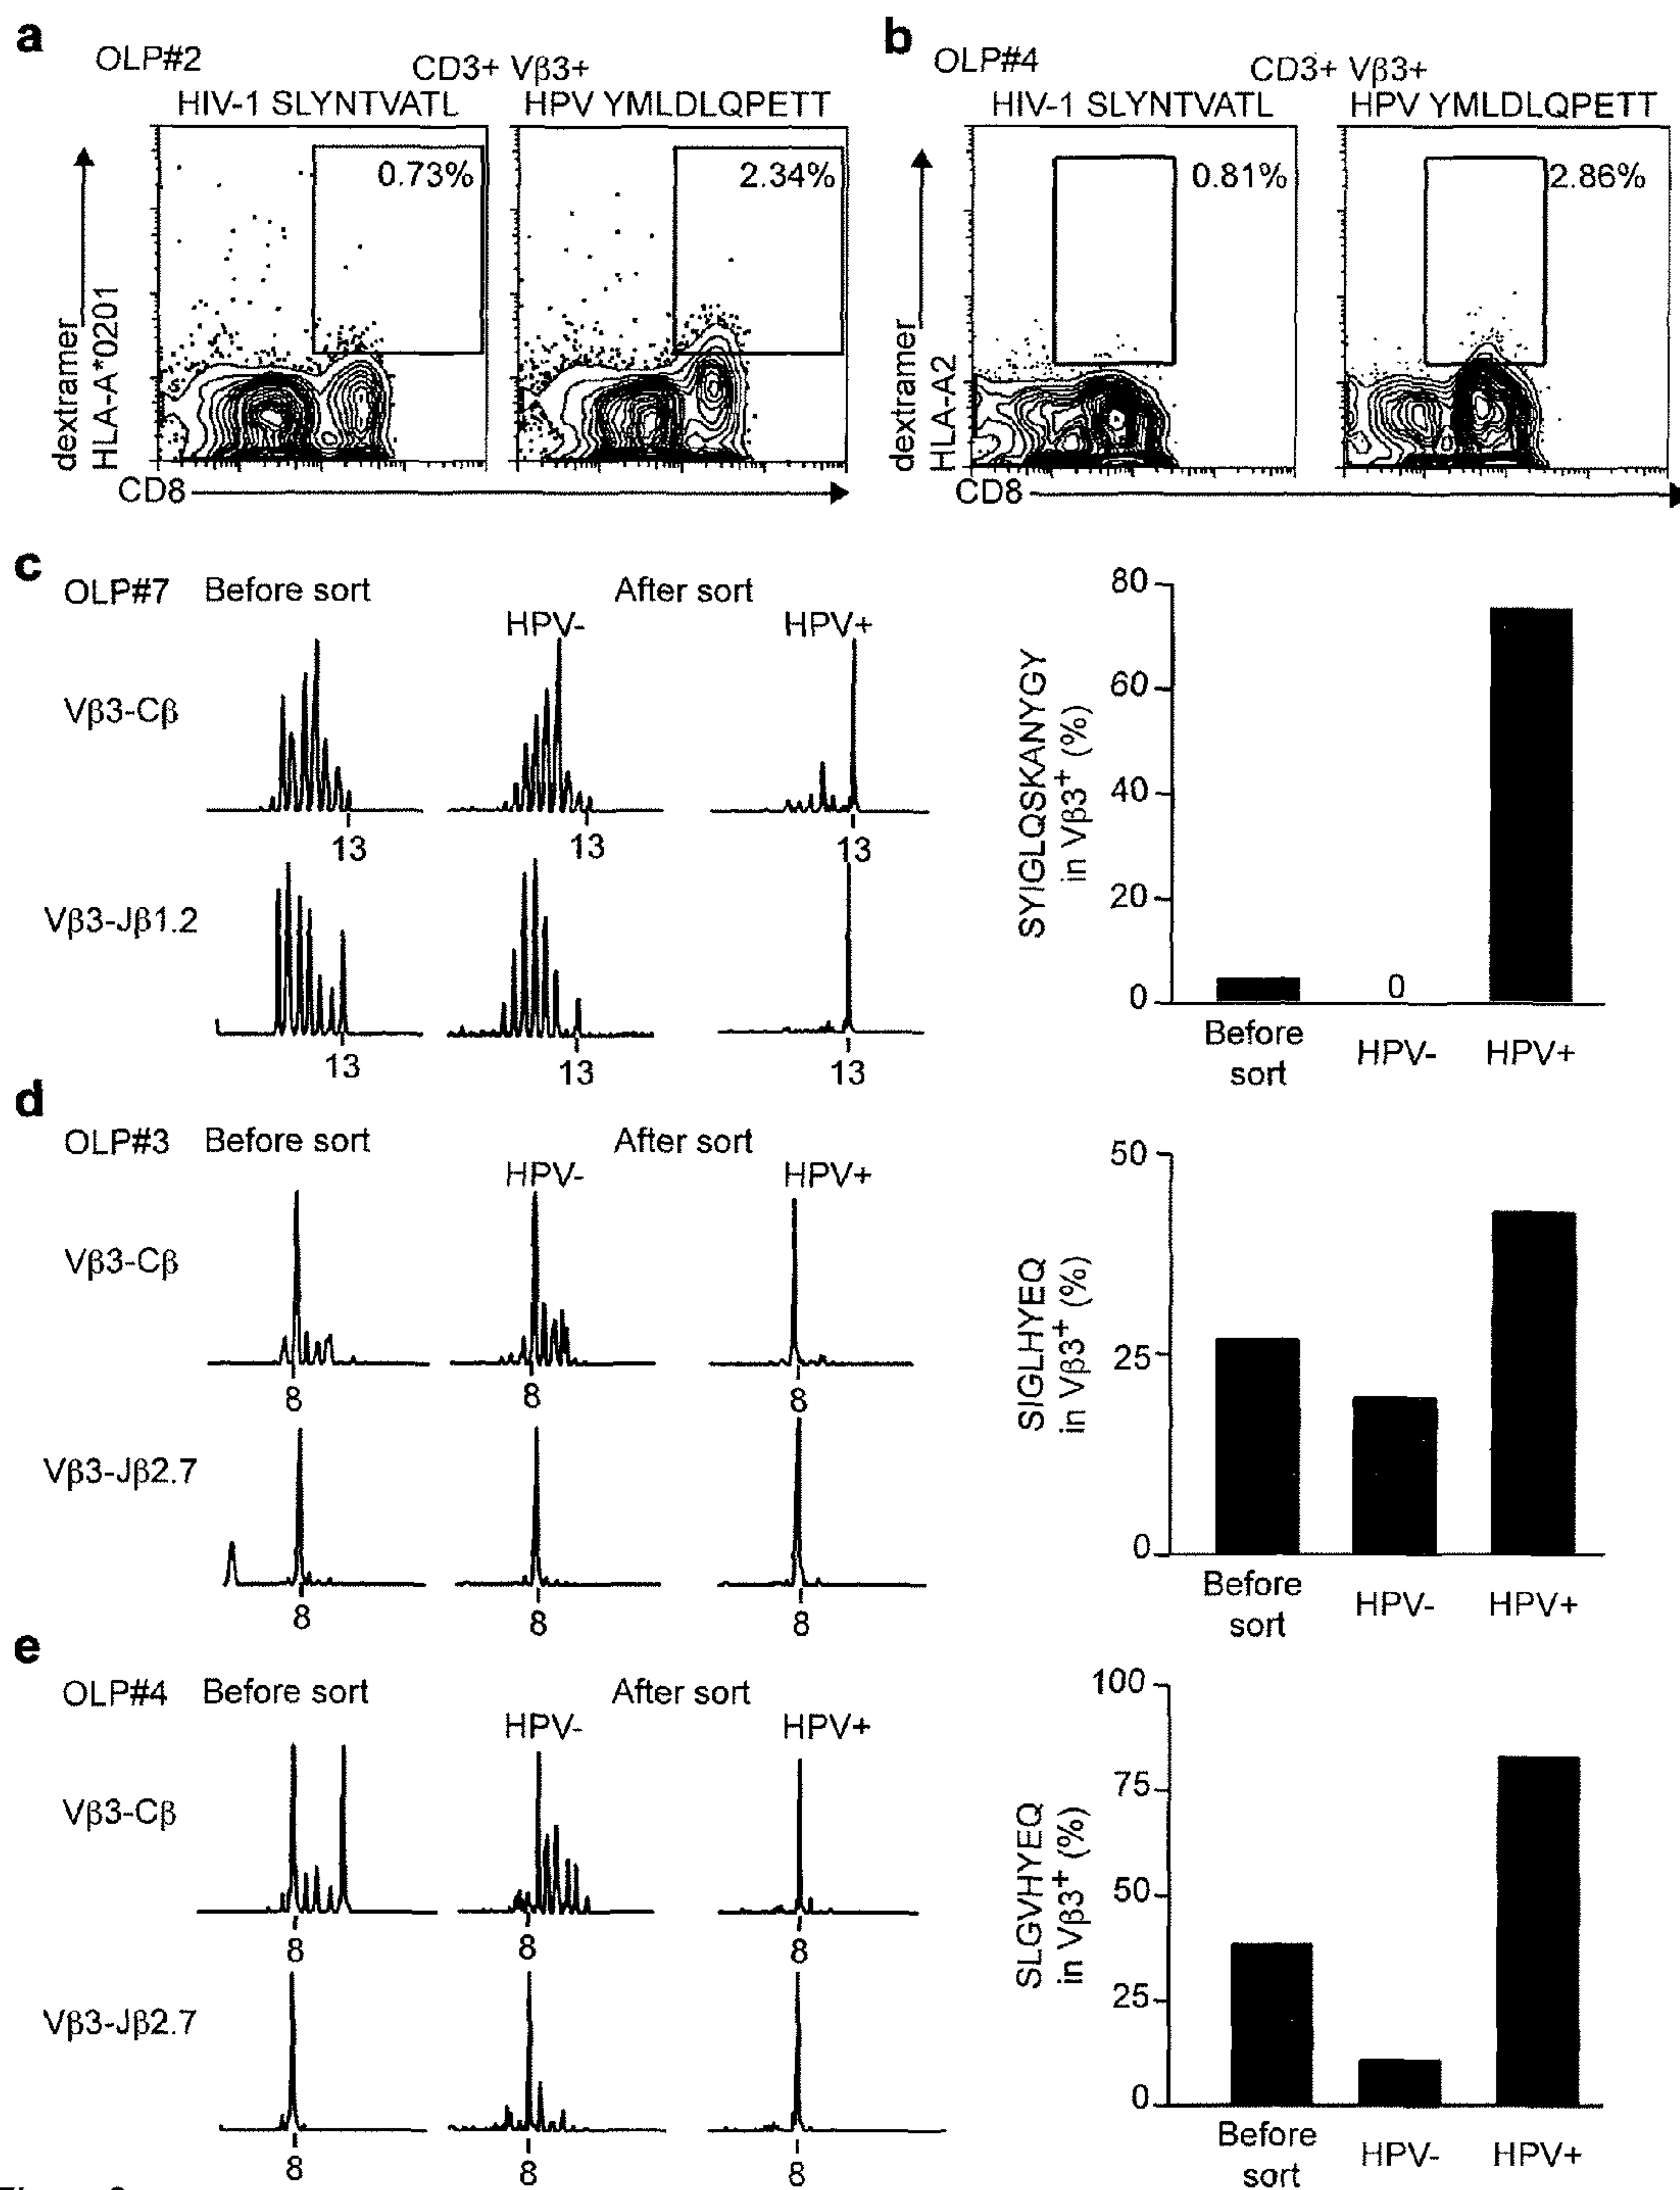 a
OLP#2
CD3+ Vβ3+
HIV-1 SLYNTVATL
HPV YMLDLQPETT
0.73%
2.34%
dextramer
HLA-A*0201
CD8
b
OLP#4
CD3+ Vβ3+
HIV-1 SLYNTVATL
HPV YMLDLQPETT
0.81%
2.86%
dextramer
HLA-A2
CD8
c
OLP#7
Before sort
After sort
HPV-
HPV+
Vβ3-Cβ
13
13
13
Vβ3-Jβ1.2
13
13
13
SYIGLQSKANYGY
in Vβ3+ (%)
80
60
40
20
0
0
Before
sort
HPV-
HPV+
d
OLP#3
Before sort
After sort
HPV-
HPV+
Vβ3-Cβ
8
8
8
Vβ3-Jβ2.7
8
8
8
SIGLHYEQ
in Vβ3+ (%)
50
25
0
Before
sort
HPV-
HPV+
e
OLP#4
Before sort
After sort
HPV-
HPV+
Vβ3-Cβ
8
8
8
Vβ3-Jβ2.7
8
8
8
SLGVHYEQ
in Vβ3+ (%)
100
75
50
25
0
Before
sort
HPV-
HPV+